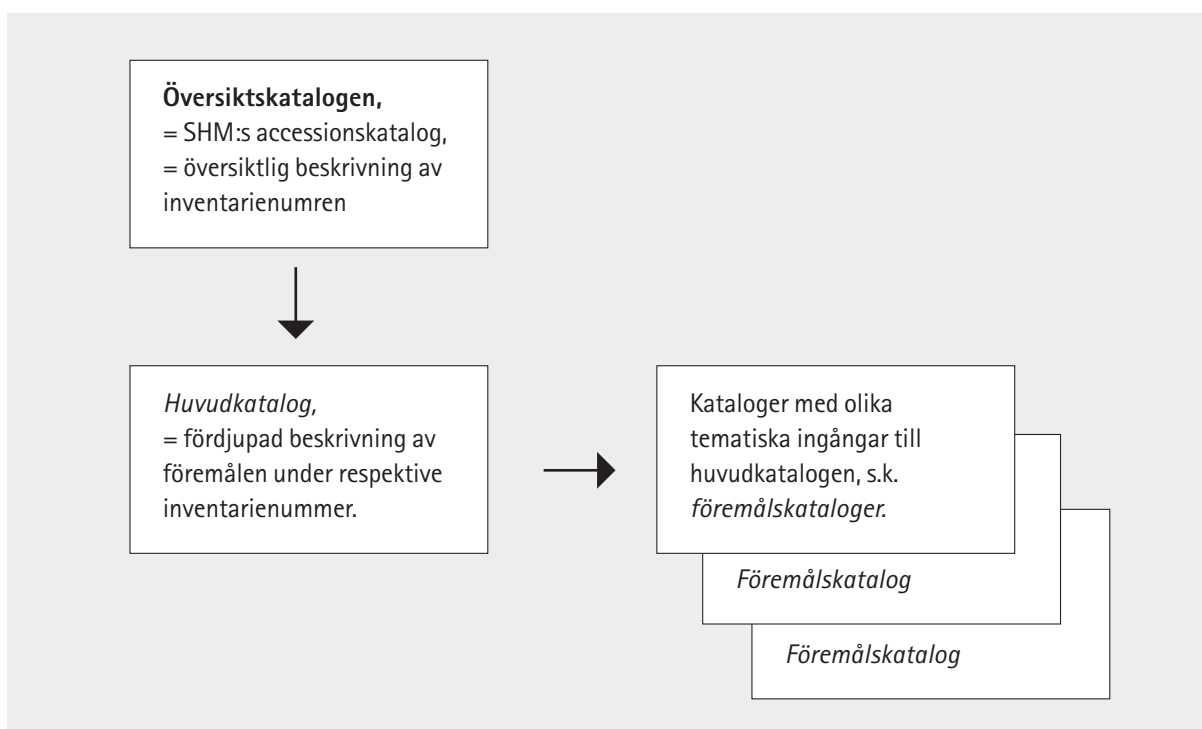 Översiktskatalogen,
= SHM:s accessionskatalog,
= översiktlig beskrivning av
inventarienumren
Huvudkatalog,
= fördjupad beskrivning av
föremålen under respektive
inventarienummer.
Kataloger med olika
tematiska ingångar till
huvudkatalogen, s.k.
föremålskataloger.
Föremålskatalog
Föremålskatalog